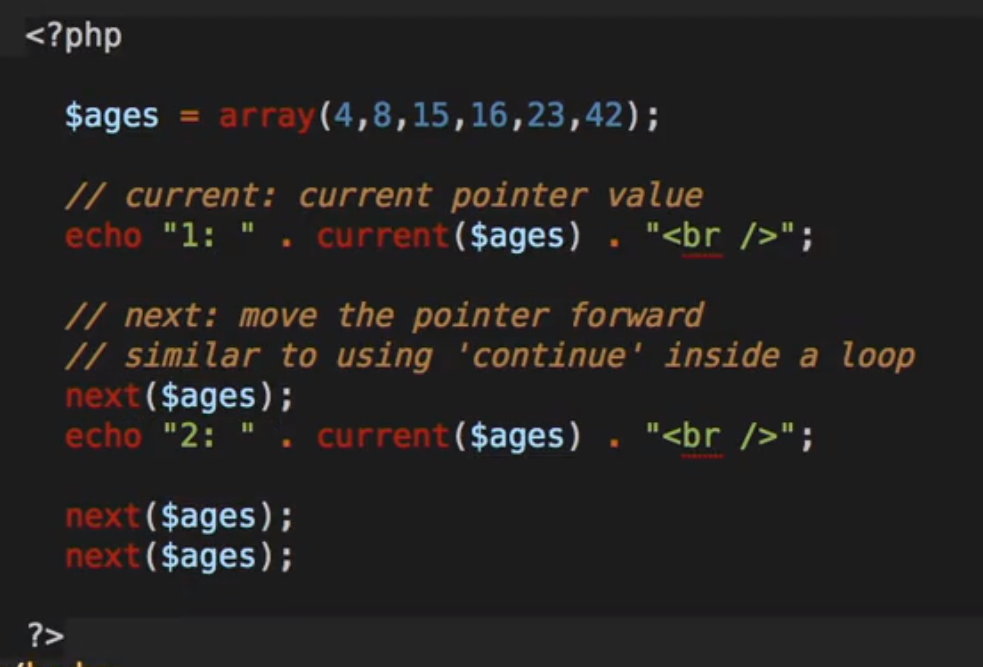 <?php
$ages = array(4,8,15,16,23,42);
// current: current pointer value
echo "1: " . current($ages) . "<br />";
// next: move the pointer forward
// similar to using 'continue' inside a loop
next($ages);
echo "2: " . current($ages) . "<br />";
next($ages);
next($ages);
?>